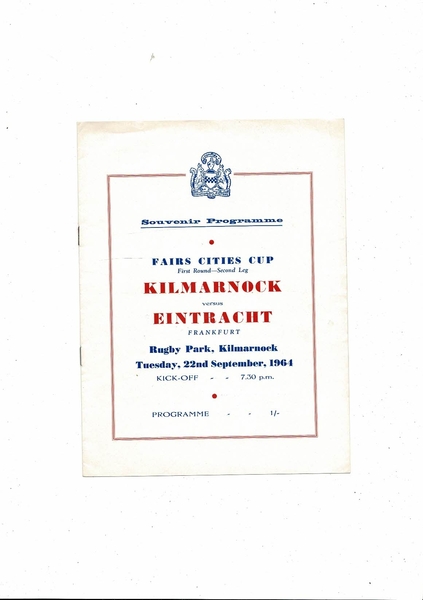 Souvenir Programme
FAIRS CITIES CUP
First Round—Second Leg
KILMARNOCK
versus
EINTRACHT
FRANKFURT
Rugby Park, Kilmarnock
Tuesday, 22nd September, 1964
KICK-OFF - - 7.30 p.m.
PROGRAMME - - 1/-